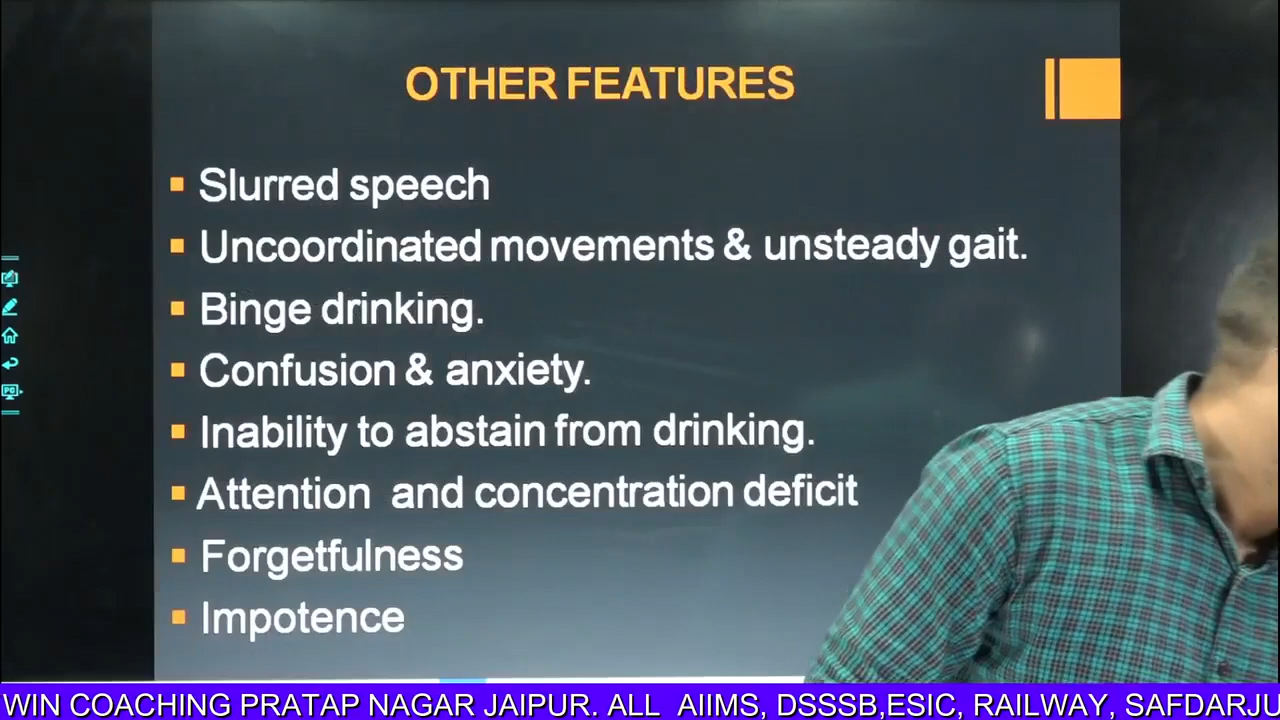 OTHER FEATURES
Slurred speech
Uncoordinated movements & unsteady gait.
Binge drinking.
Confusion & anxiety.
Inability to abstain from drinking.
Attention and concentration deficit
Forgetfulness
Impotence
WIN COACHING PRATAP NAGAR JAIPUR. ALL AIIMS, DSSSB,ESIC, RAILWAY, SAFDARJU